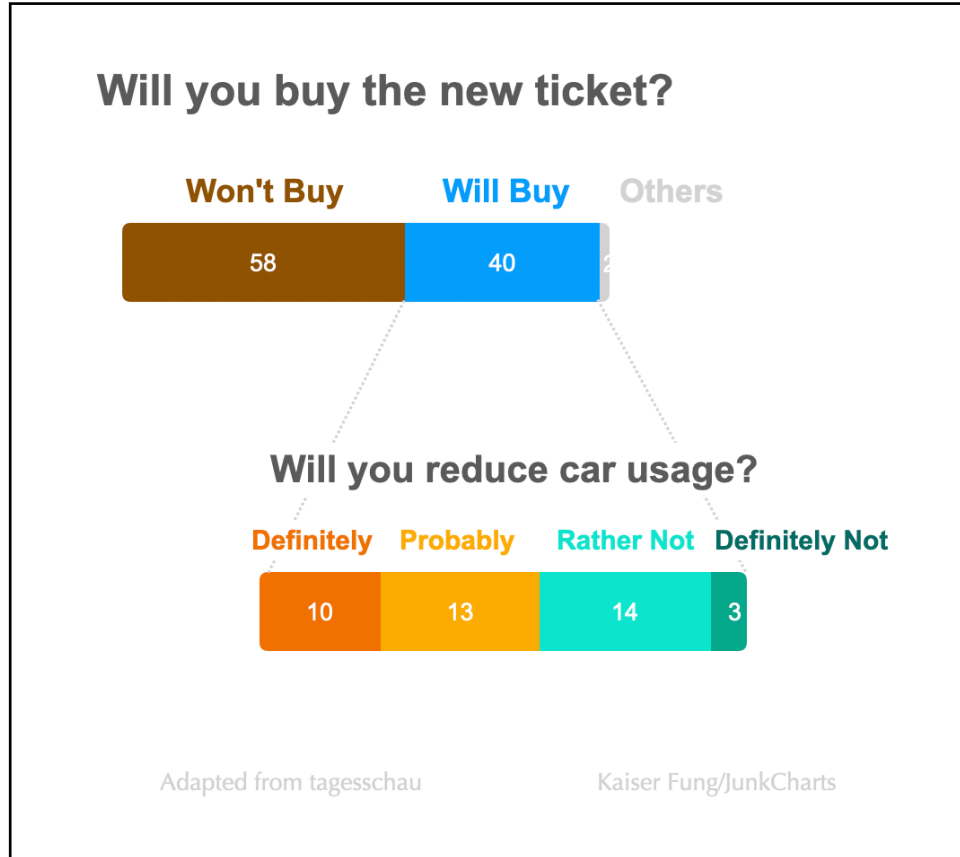 Will you buy the new ticket?
Won't Buy Will Buy Others
58 40 2
Will you reduce car usage?
Definitely Probably Rather Not Definitely Not
10 13 14 3
Adapted from tagesschau Kaiser Fung/JunkCharts